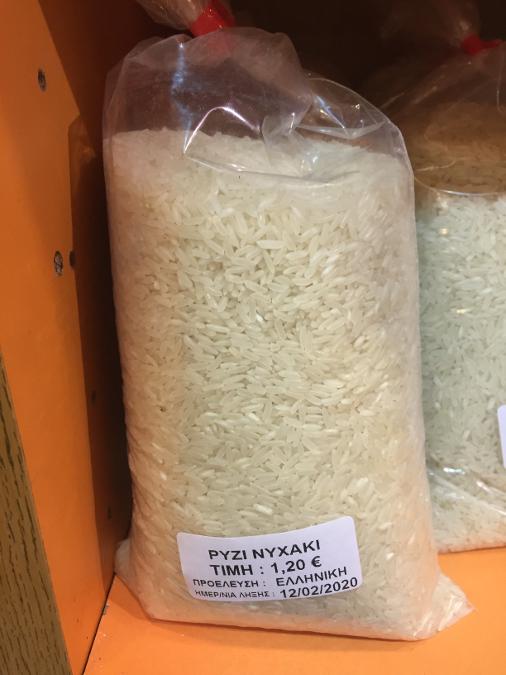 ΡΥΖΙ ΝΥΧΑΚΙ
ΤΙΜΗ : 1,20 €
ΠΡΟΕΛΕΥΣΗ : ΕΛΛΗΝΙΚΗ
ΗΜΕΡ/ΝΙΑ ΛΗΞΗΣ : 12/02/2020